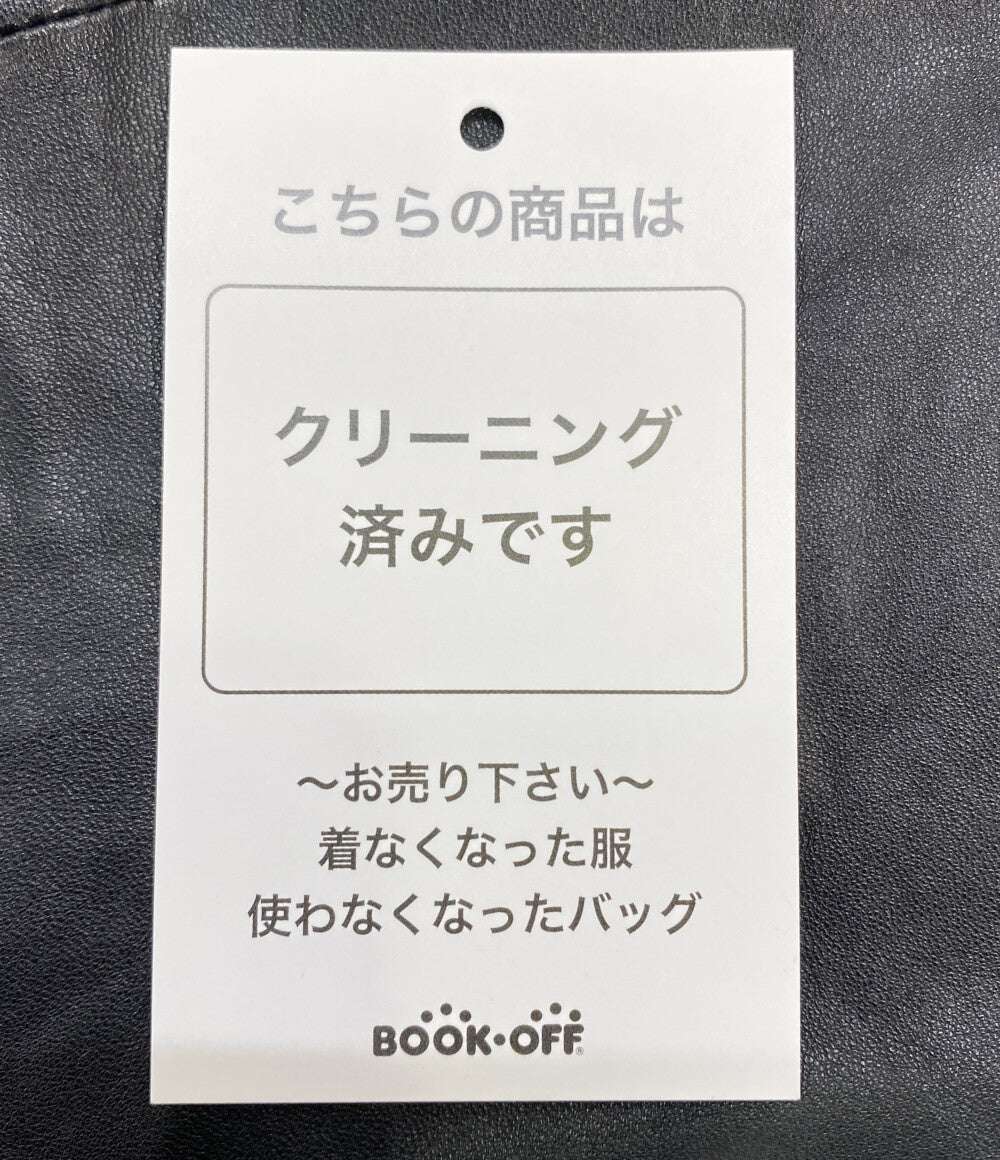 こちらの商品は
クリーニング
済みです
～お売り下さい～
着なくなった服
使わなくなったバッグ
BOOK・OFF®